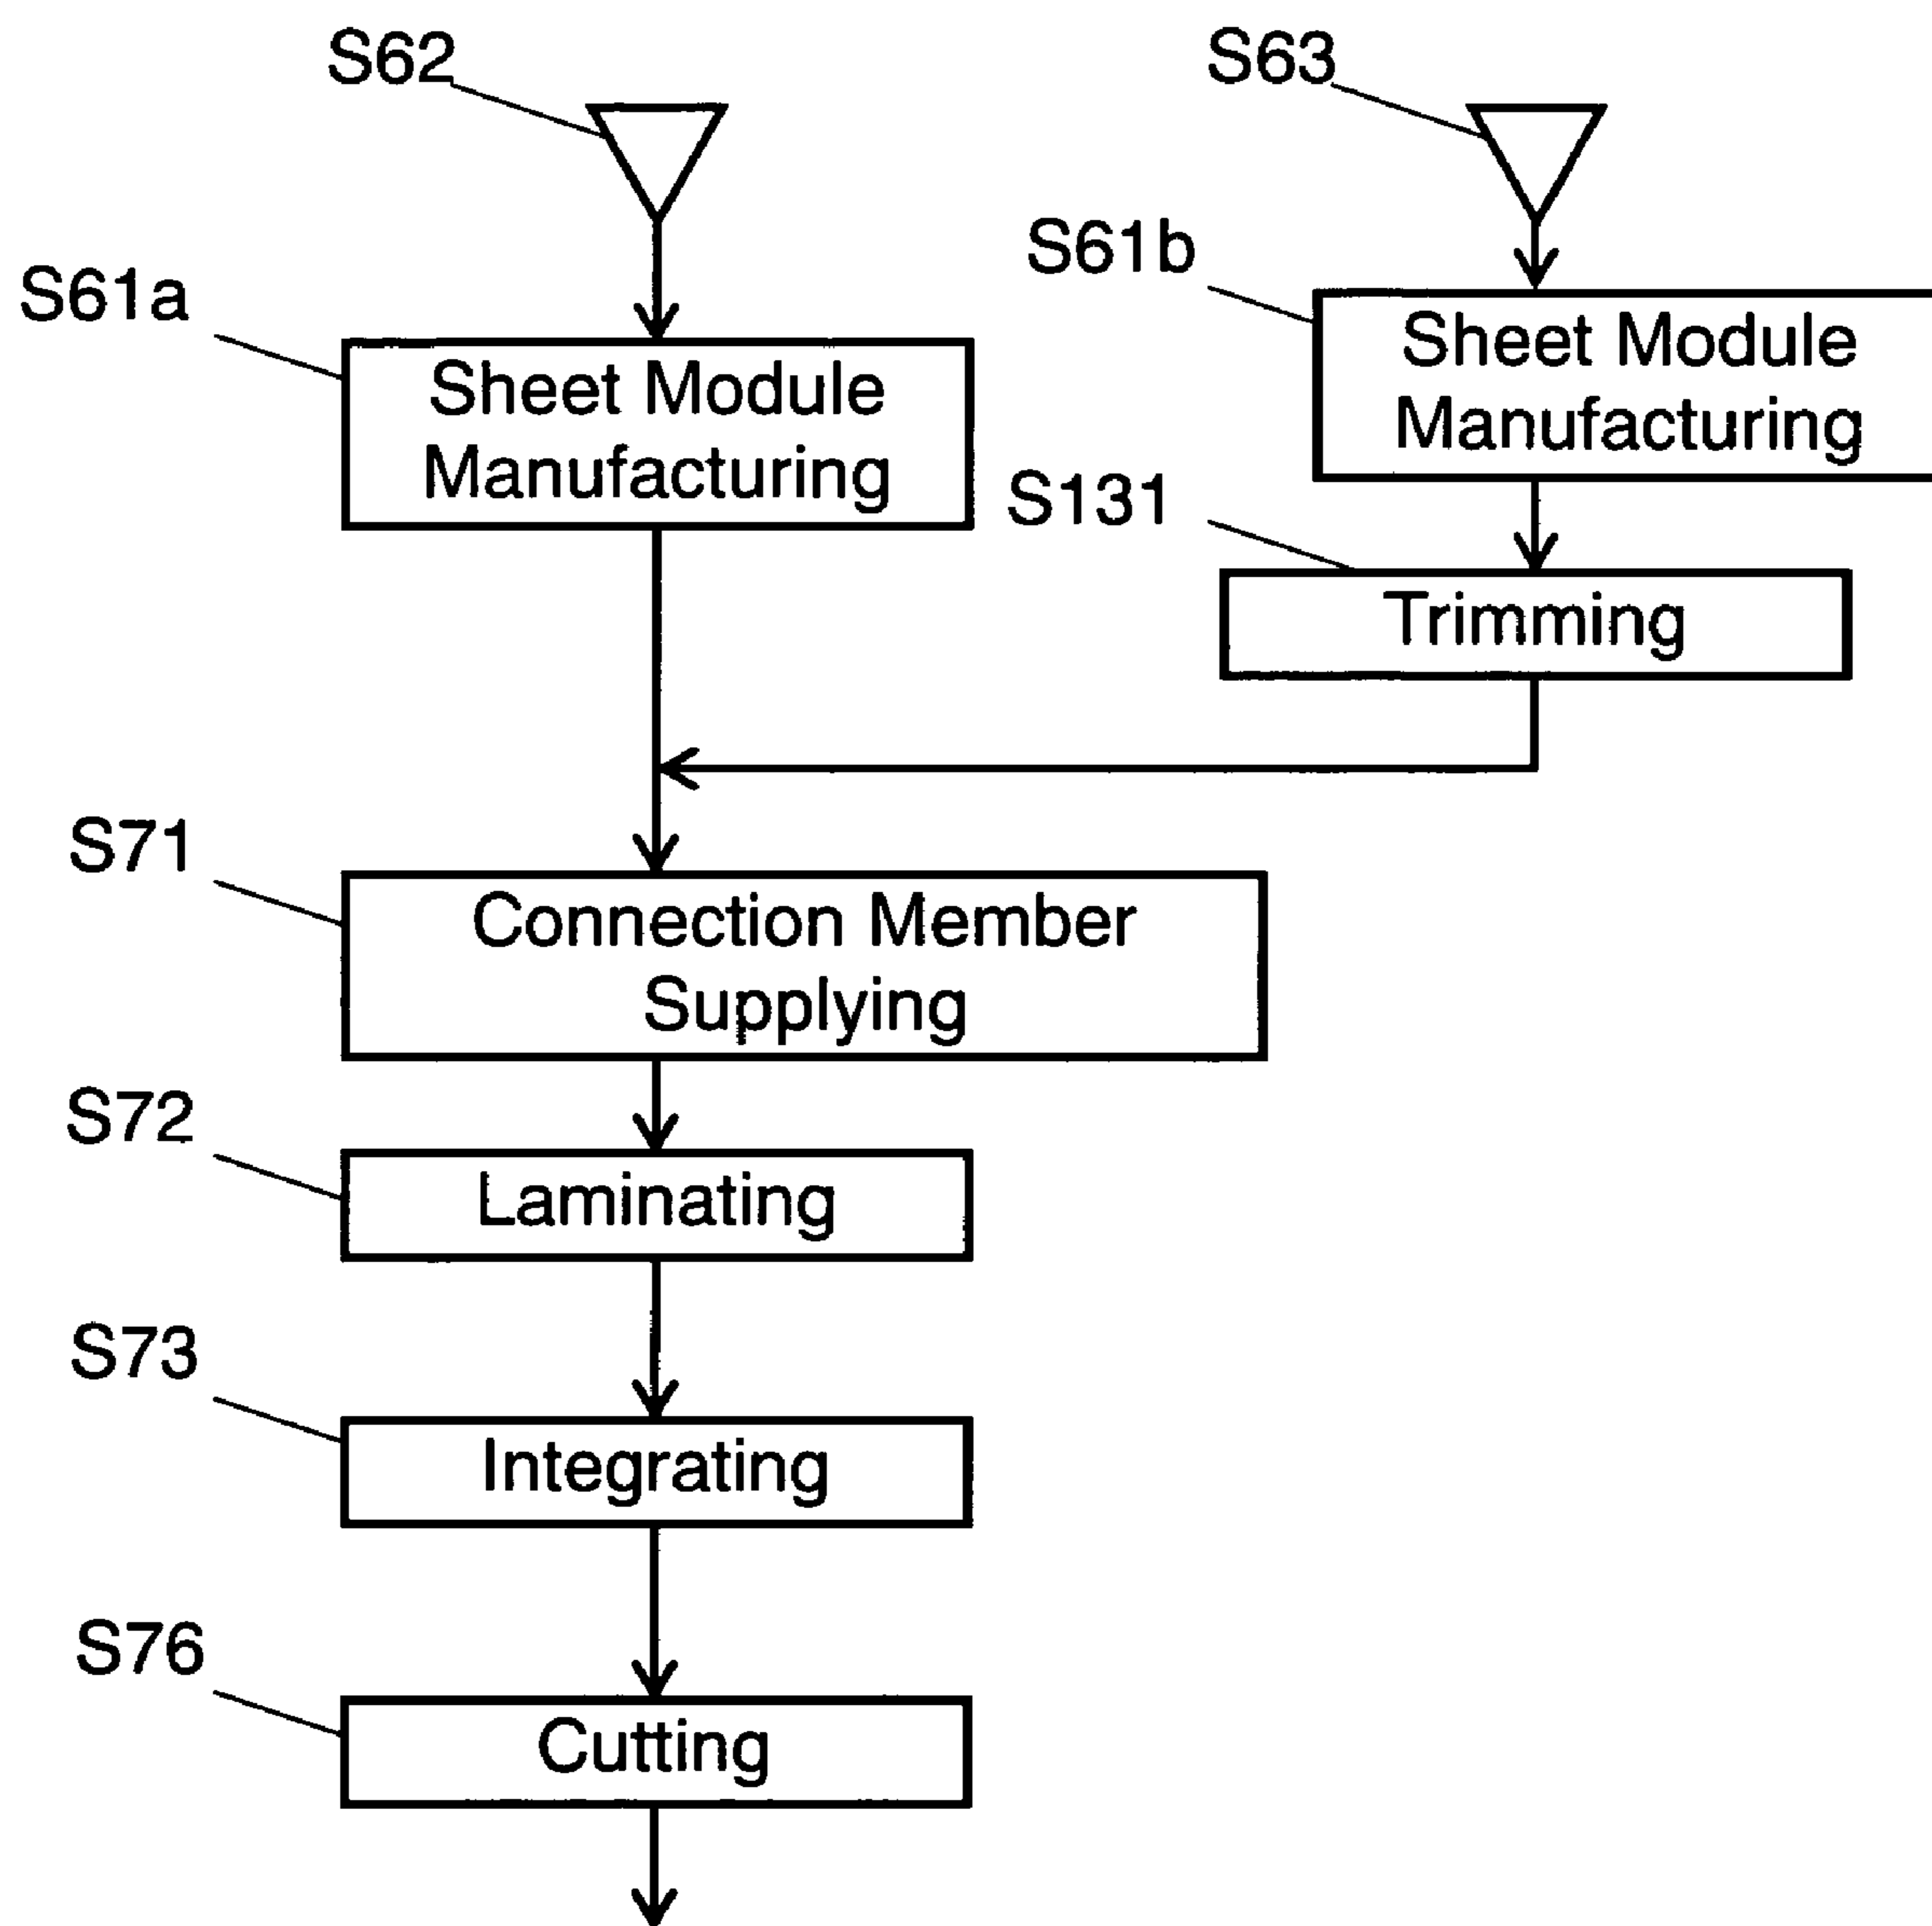 S62
S63
S61b
S61a
Sheet Module
Manufacturing
Sheet Module
Manufacturing
S131
Trimming
S71
Connection Member
Supplying
S72
Laminating
S73
Integrating
S76
Cutting